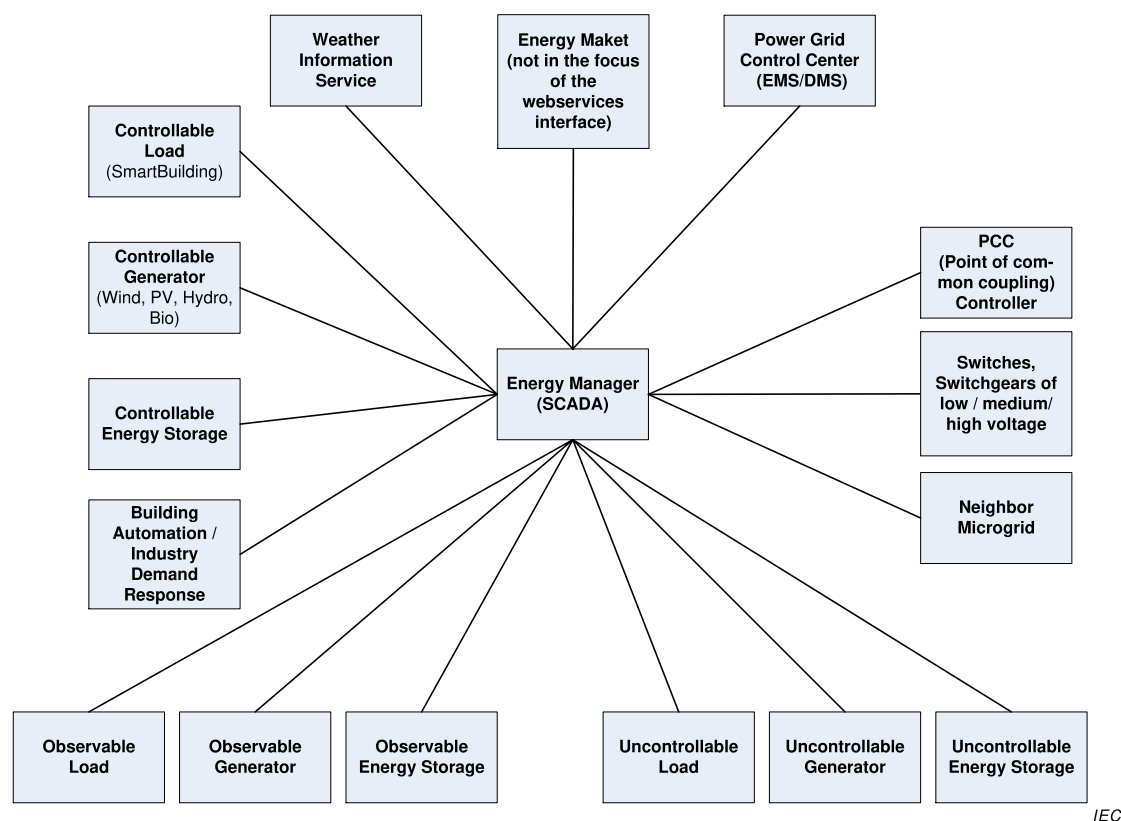 Weather
Information
Service
Energy Maket
(not in the focus
of the
webservices
interface)
Power Grid
Control Center
(EMS/DMS)
Controllable
Load
(SmartBuilding)
Controllable
Generator
(Wind, PV, Hydro,
Bio)
Controllable
Energy Storage
Building
Automation /
Industry
Demand
Response
Energy Manager
(SCADA)
PCC
(Point of com-
mon coupling)
Controller
Switches,
Switchgears of
low / medium/
high voltage
Neighbor
Microgrid
Observable
Load
Observable
Generator
Observable
Energy Storage
Uncontrollable
Load
Uncontrollable
Generator
Uncontrollable
Energy Storage
IEC